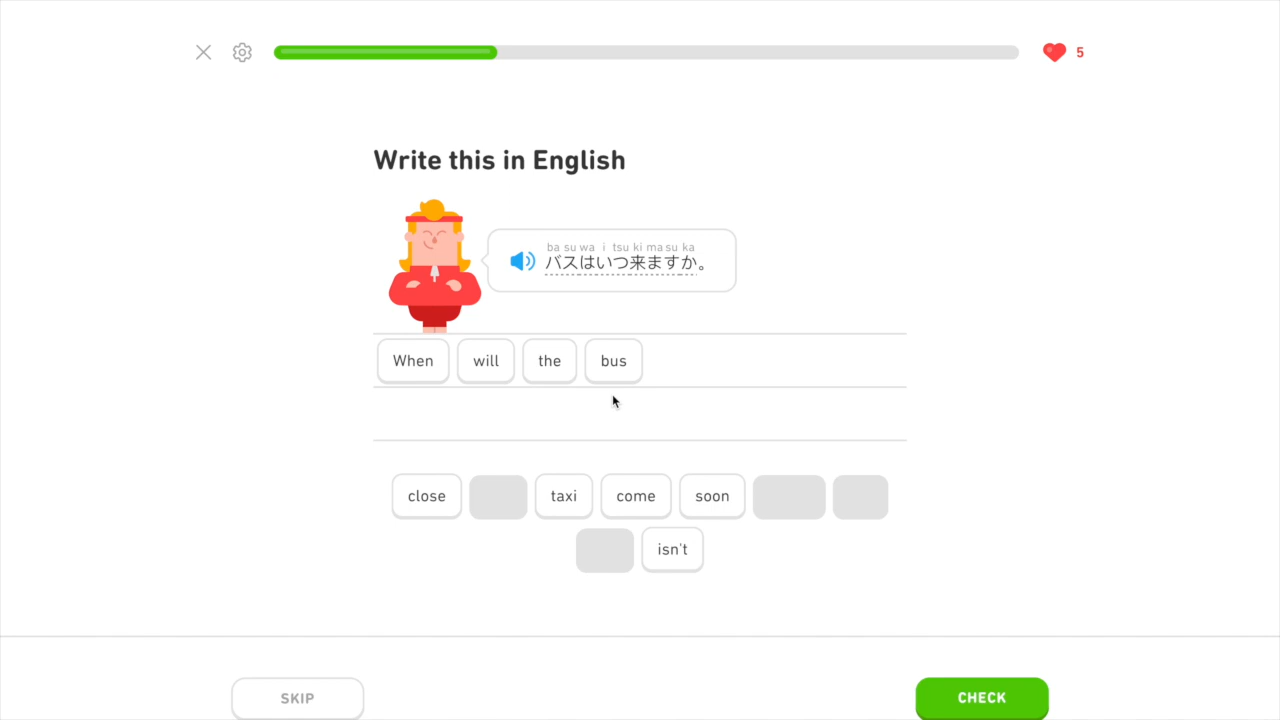 5
Write this in English
ba su wa i tsu ki ma su ka
バスはいつ来ますか。
When will the bus
close taxi come soon
isn't
SKIP CHECK